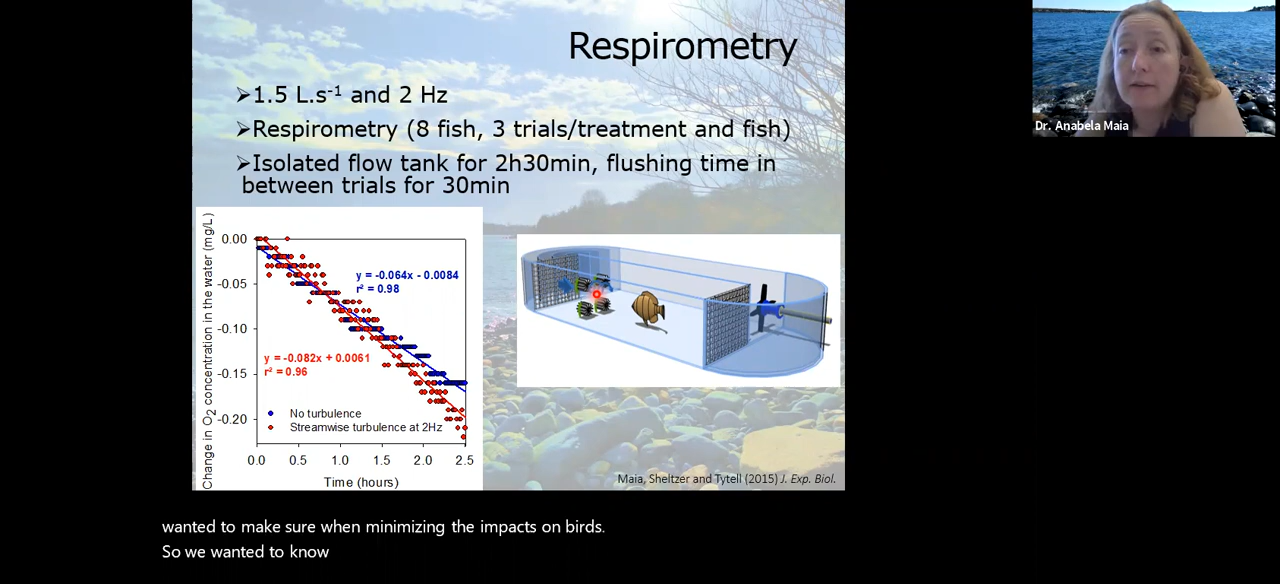 Respirometry
➢1.5 L.s⁻¹ and 2 Hz
➢Respirometry (8 fish, 3 trials/treatment and fish)
➢Isolated flow tank for 2h30min, flushing time in
between trials for 30min
Change in O₂ concentration in the water (mg/L)
0.00
-0.05
-0.10
-0.15
-0.20
y = -0.064x - 0.0084
r² = 0.98
y = -0.082x + 0.0061
r² = 0.96
No turbulence
Streamwise turbulence at 2Hz
0.0 0.5 1.0 1.5 2.0 2.5
Time (hours)
Maia, Sheltzer and Tytell (2015) J. Exp. Biol.
Dr. Anabela Maia
wanted to make sure when minimizing the impacts on birds.
So we wanted to know